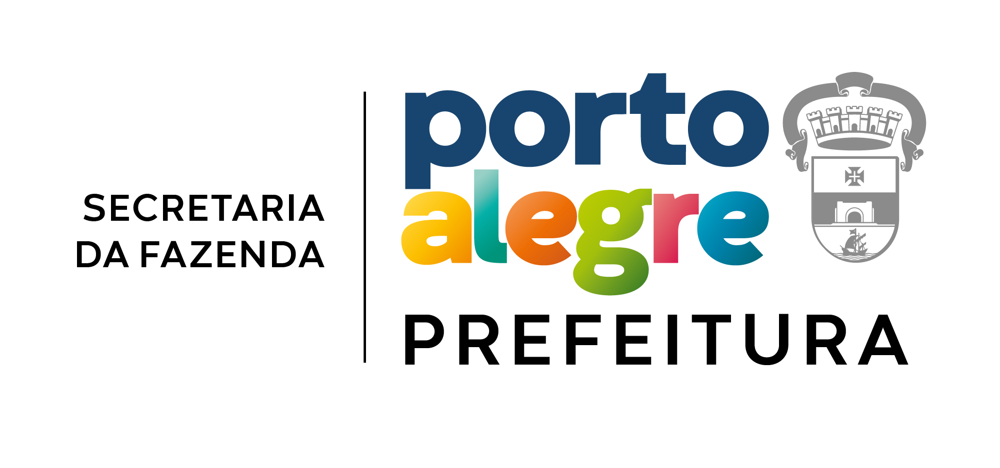 SECRETARIA
DA FAZENDA
porto
alegre
PREFEITURA